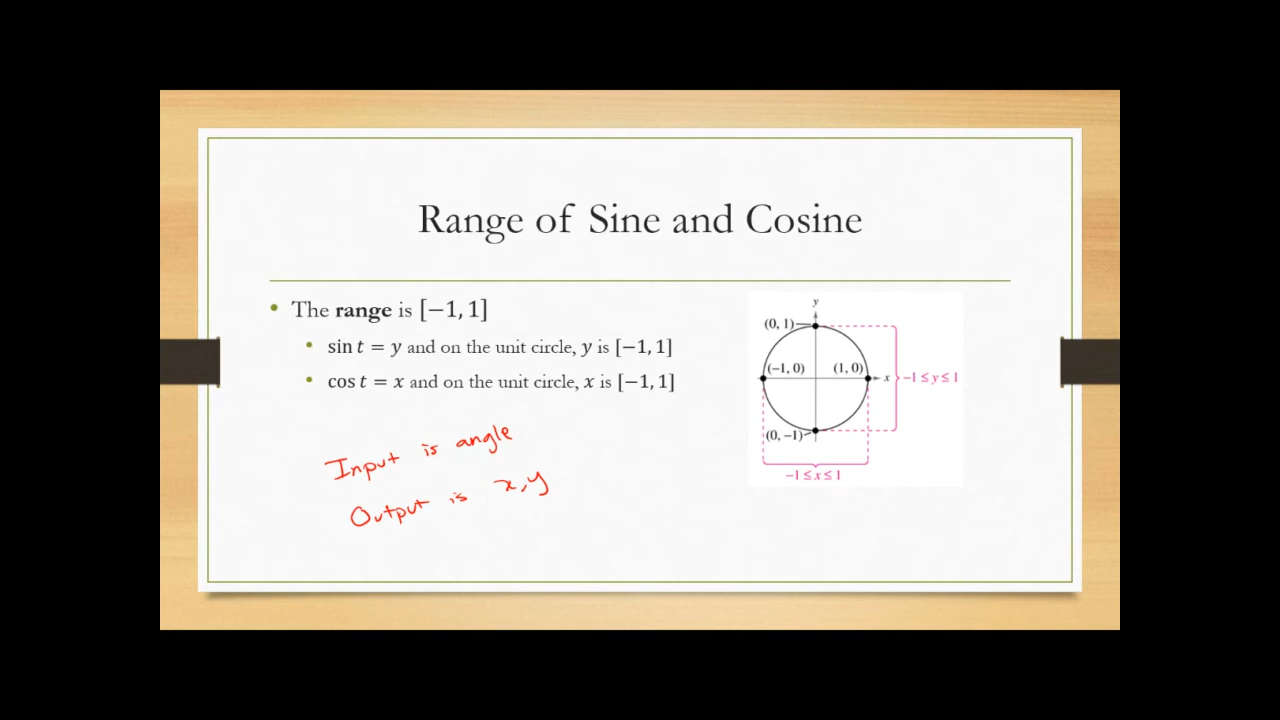 Range of Sine and Cosine
• The range is [−1, 1]
• sin t = y and on the unit circle, y is [−1, 1]
• cos t = x and on the unit circle, x is [−1, 1]
Input is angle
Output is x, y
y
(0, 1)
(−1, 0)
(1, 0)
x
−1 ≤ y ≤ 1
(0, −1)
−1 ≤ x ≤ 1